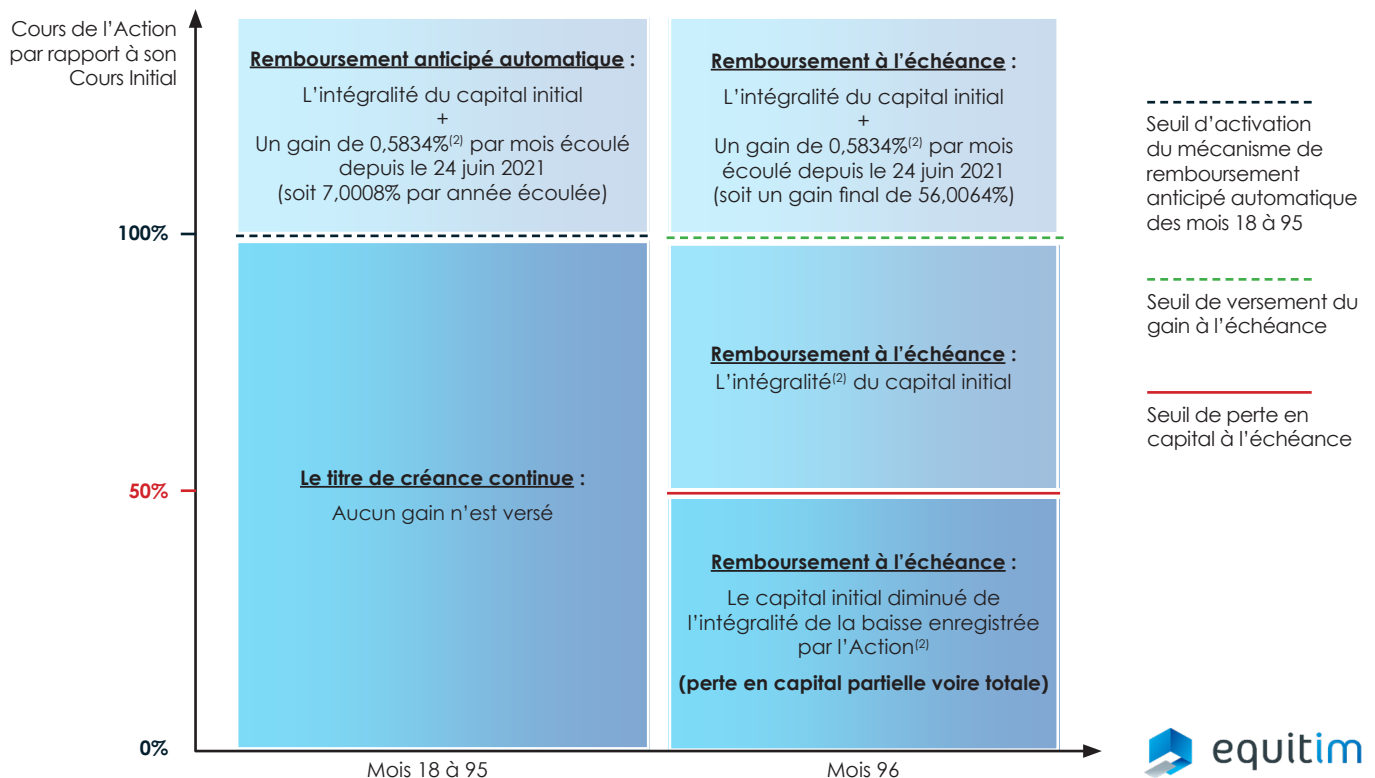 Cours de l’Action
par rapport à son
Cours Initial
Remboursement anticipé automatique :
L’intégralité du capital initial
+
Un gain de 0,5834%(2) par mois écoulé
depuis le 24 juin 2021
(soit 7,0008% par année écoulée)
Remboursement à l’échéance :
L’intégralité du capital initial
+
Un gain de 0,5834%(2) par mois
écoulé depuis le 24 juin 2021
(soit un gain final de 56,0064%)
100%
Le titre de créance continue :
Aucun gain n’est versé
Remboursement à l’échéance :
L’intégralité(2) du capital initial
50%
Remboursement à l’échéance :
Le capital initial diminué de
l’intégralité de la baisse enregistrée
par l’Action(2)
(perte en capital partielle voire totale)
0%
Mois 18 à 95
Mois 96
Seuil d’activation
du mécanisme de
remboursement
anticipé automatique
des mois 18 à 95
Seuil de versement du
gain à l’échéance
Seuil de perte en
capital à l’échéance
equitim